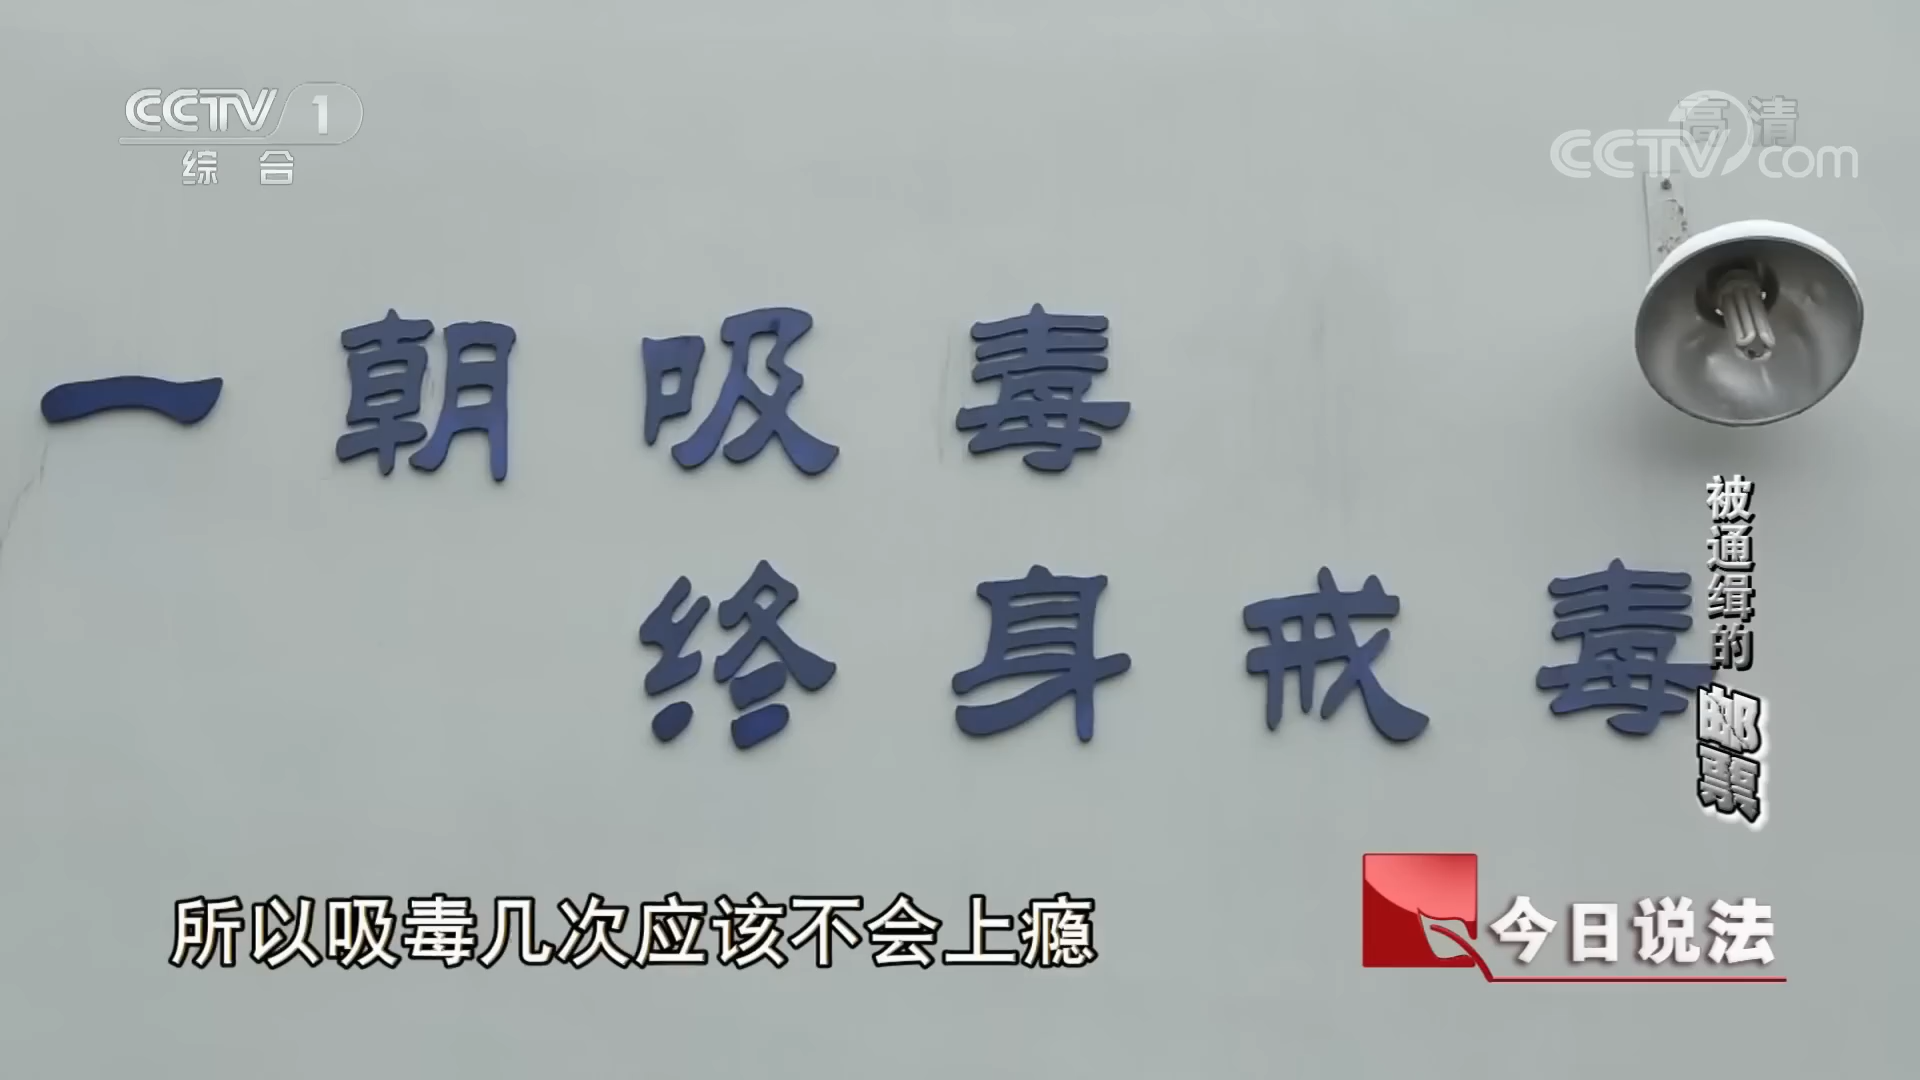 CCTV 1
综合
高清
CCTV com
一朝吸毒
终身戒毒
被通缉的
邮票
所以吸毒几次应该不会上瘾
今日说法